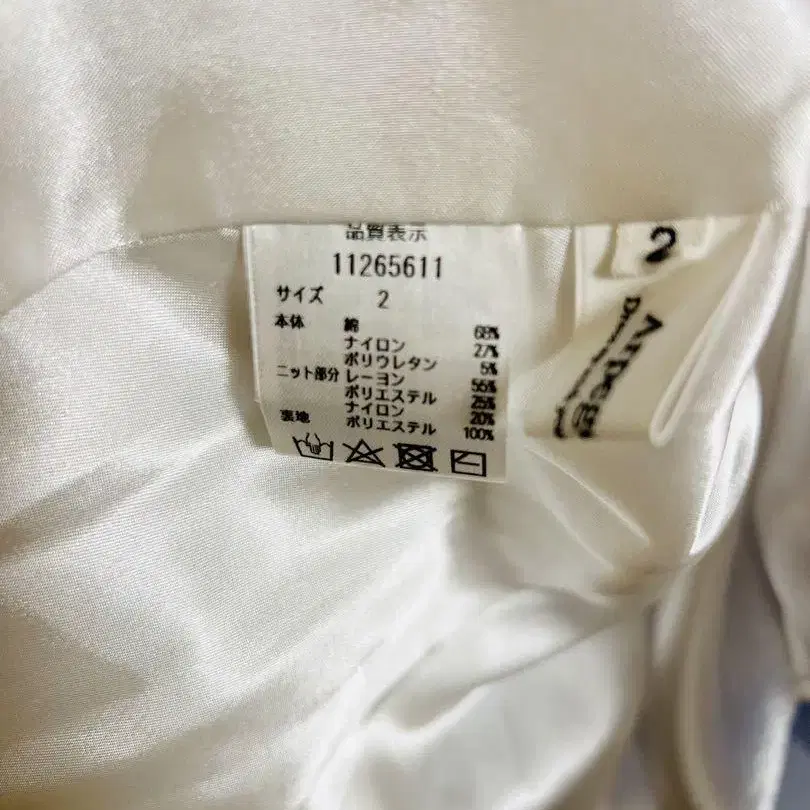 品質表示
11265611
サイズ 2
本体 綿 68%
ナイロン 27%
ポリウレタン 5%
ニット部分 レーヨン 55%
ポリエステル 25%
ナイロン 20%
裏地 ポリエステル 100%
2
Arpeg